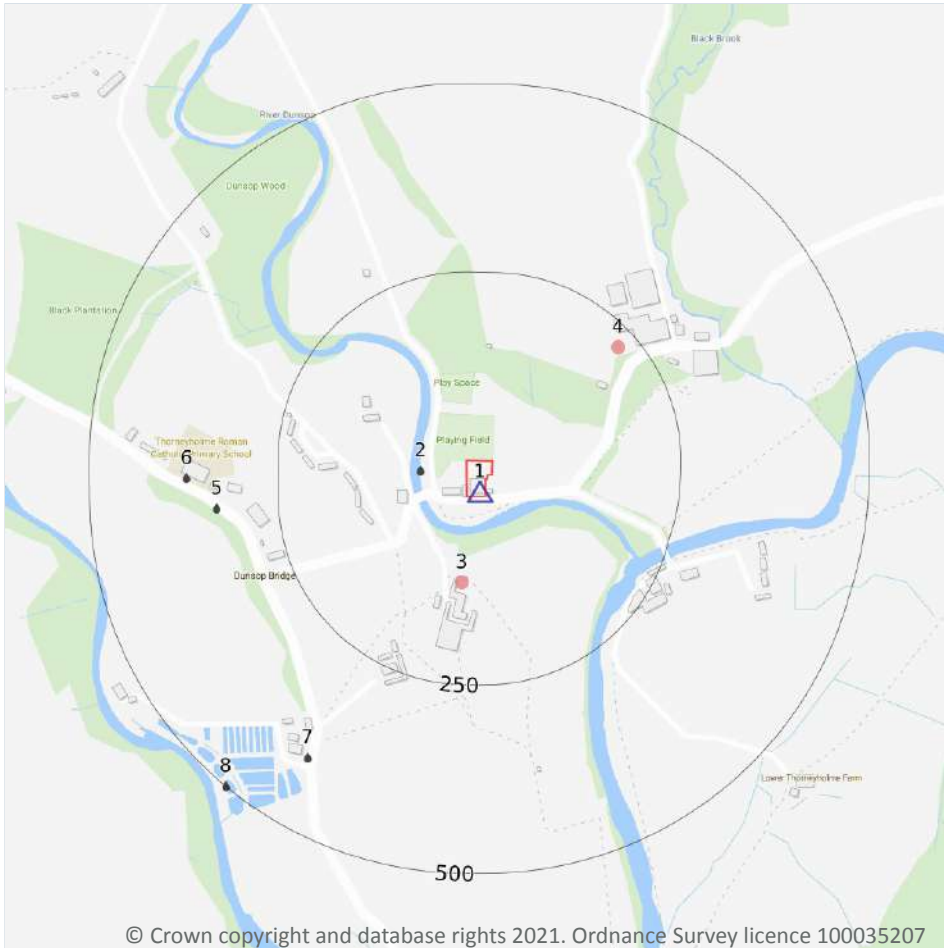 Black Brook
River Dunsop
Dunsop Wood
Black Plantation
4
Play Space
Playing Field
Thorneyholme Roman
Catholic Primary School
6
2
1
5
Dunsop Bridge
3
250
7
8
Lower Thorneyholme Farm
500
© Crown copyright and database rights 2021. Ordnance Survey licence 100035207